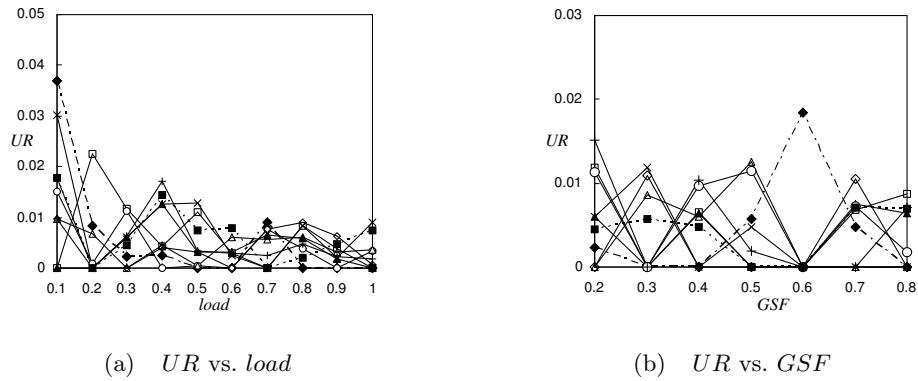 0.05
0.04
0.03
UR
0.02
0.01
0
0.1 0.2 0.3 0.4 0.5 0.6 0.7 0.8 0.9 1
load
(a) UR vs. load
0.03
0.02
UR
0.01
0
0.2 0.3 0.4 0.5 0.6 0.7 0.8
GSF
(b) UR vs. GSF